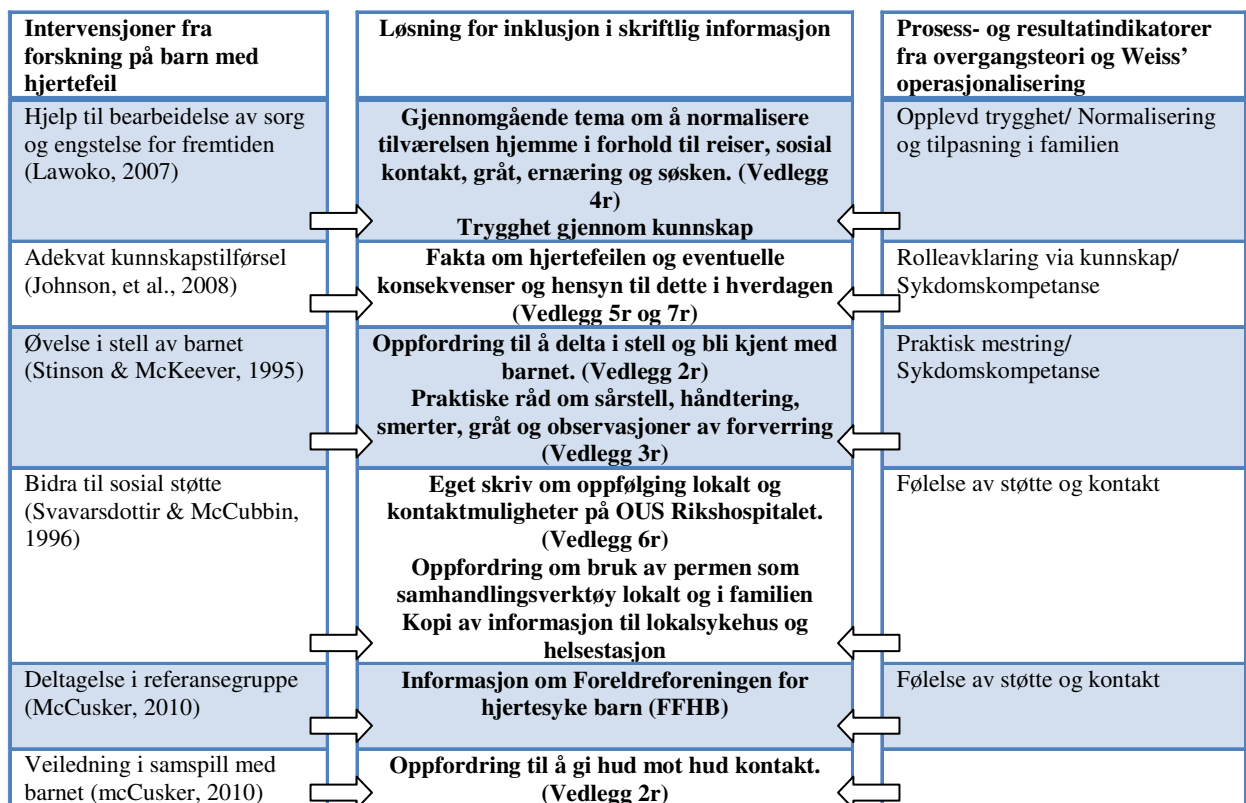 Intervensjoner fra
forskning på barn med
hjertefeil
Løsning for inklusjon i skriftlig informasjon
Prosess- og resultatindikatorer
fra overgangsteori og Weiss’
operasjonalisering
Hjelp til bearbeidelse av sorg
og engstelse for fremtiden
(Lawoko, 2007)
Gjennomgående tema om å normalisere
tilværelsen hjemme i forhold til reiser, sosial
kontakt, gråt, ernæring og søsken. (Vedlegg
4r)
Trygghet gjennom kunnskap
Opplevd trygghet/ Normalisering
og tilpasning i familien
Adekvat kunnskapstilførsel
(Johnson, et al., 2008)
Fakta om hjertefeilen og eventuelle
konsekvenser og hensyn til dette i hverdagen
(Vedlegg 5r og 7r)
Rolleavklaring via kunnskap/
Sykdomskompetanse
Øvelse i stell av barnet
(Stinson & McKeever, 1995)
Oppfordring til å delta i stell og bli kjent med
barnet. (Vedlegg 2r)
Praktiske råd om sårstell, håndtering,
smerter, gråt og observasjoner av forverring
(Vedlegg 3r)
Praktisk mestring/
Sykdomskompetanse
Bidra til sosial støtte
(Svavarsdottir & McCubbin,
1996)
Eget skriv om oppfølging lokalt og
kontaktmuligheter på OUS Rikshospitalet.
(Vedlegg 6r)
Oppfordring om bruk av permen som
samhandlingsverktøy lokalt og i familien
Kopi av informasjon til lokalsykehus og
helsestasjon
Følelse av støtte og kontakt
Deltagelse i referansegruppe
(McCusker, 2010)
Informasjon om Foreldreforeningen for
hjertesyke barn (FFHB)
Følelse av støtte og kontakt
Veiledning i samspill med
barnet (mcCusker, 2010)
Oppfordring til å gi hud mot hud kontakt.
(Vedlegg 2r)